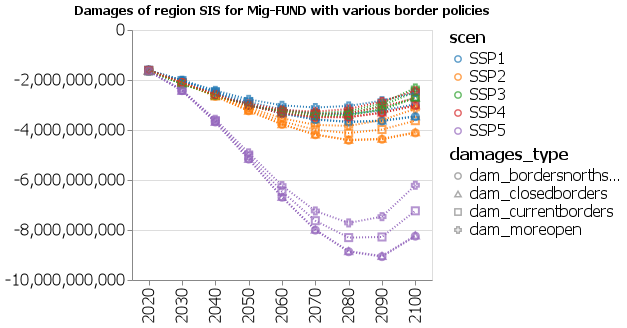 Damages of region SIS for Mig-FUND with various border policies
0
-2,000,000,000
-4,000,000,000
-6,000,000,000
-8,000,000,000
-10,000,000,000
2020
2030
2040
2050
2060
2070
2080
2090
2100
scen
SSP1
SSP2
SSP3
SSP4
SSP5
damages_type
dam_bordersnorths…
dam_closedborders
dam_currentborders
dam_moreopen